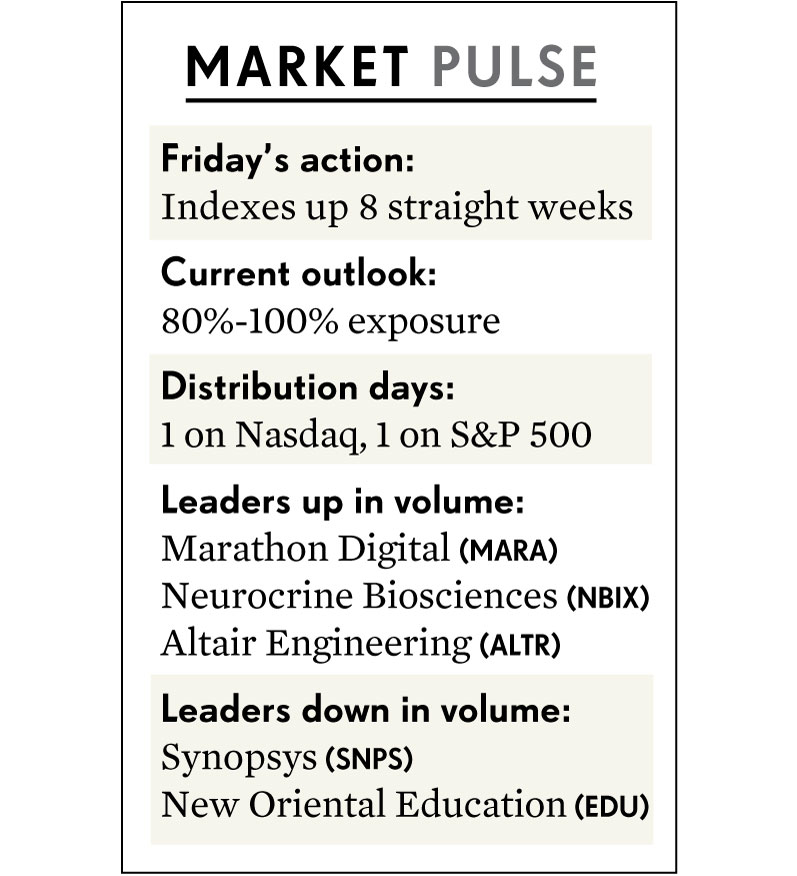 MARKET PULSE
Friday’s action:
Indexes up 8 straight weeks
Current outlook:
80%-100% exposure
Distribution days:
1 on Nasdaq, 1 on S&P 500
Leaders up in volume:
Marathon Digital (MARA)
Neurocrine Biosciences (NBIX)
Altair Engineering (ALTR)
Leaders down in volume:
Synopsys (SNPS)
New Oriental Education (EDU)